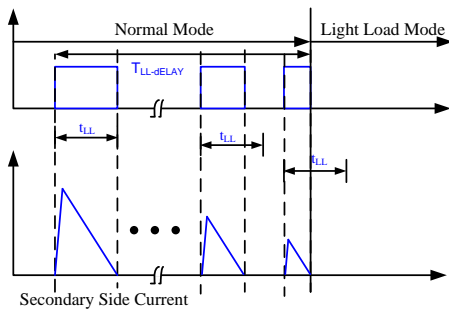 Normal Mode
Light Load Mode
TLL-dELAY
tLL
tLL
tLL
Secondary Side Current